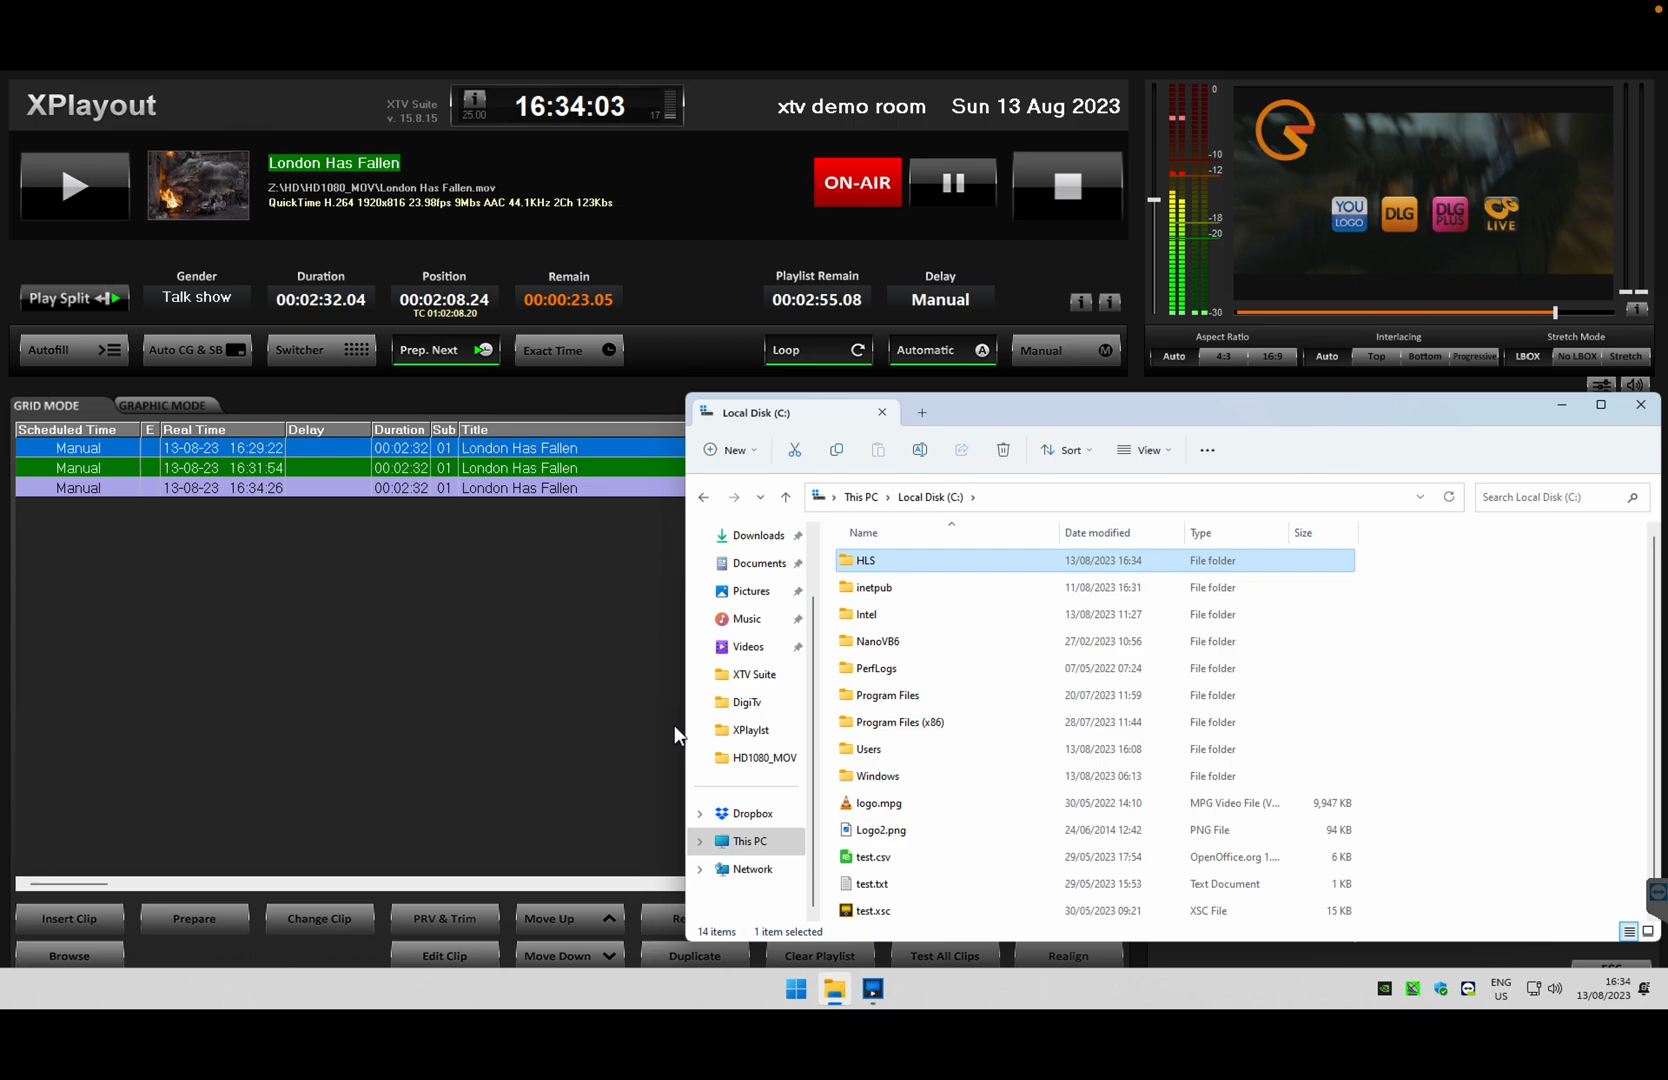 XPlayout
XTV Suite
v. 15.8.15
25.00
16:34:03
17
xtv demo room
Sun 13 Aug 2023
London Has Fallen
Z:\HD\HD1080_MOV\London Has Fallen.mov
QuickTime H.264 1920x816 23.98fps 9Mbs AAC 44.1KHz 2Ch 123Kbs
ON-AIR
0
-10
-12
-18
-20
-30
YOU LOGO
DLG
DLG PLUS
LIVE
Play Split
Gender
Talk show
Duration
00:02:32.04
Position
00:02:08.24
TC 01:02:08.20
Remain
00:00:23.05
Playlist Remain
00:02:55.08
Delay
Manual
Aspect Ratio
Interlacing
Stretch Mode
Auto 4:3 16:9 Auto Top Bottom Progressive LBOX No LBOX Stretch
Autofill
Auto CG & SB
Switcher
Prep. Next
Exact Time
Loop
Automatic A
Manual M
GRID MODE
GRAPHIC MODE
Scheduled Time E Real Time Delay Duration Sub Title
Manual 13-08-23 16:29:22 00:02:32 01 London Has Fallen
Manual 13-08-23 16:31:54 00:02:32 01 London Has Fallen
Manual 13-08-23 16:34:26 00:02:32 01 London Has Fallen
Local Disk (C:)
New
Sort
View
This PC
Local Disk (C:)
Search Local Disk (C:)
Downloads
Documents
Pictures
Music
Videos
XTV Suite
DigiTv
XPlaylst
HD1080_MOV
Dropbox
This PC
Network
Name Date modified Type Size
HLS 13/08/2023 16:34 File folder
inetpub 11/08/2023 16:31 File folder
Intel 13/08/2023 11:27 File folder
NanoVB6 27/02/2023 10:56 File folder
PerfLogs 07/05/2022 07:24 File folder
Program Files 20/07/2023 11:59 File folder
Program Files (x86) 28/07/2023 11:44 File folder
Users 13/08/2023 16:08 File folder
Windows 13/08/2023 06:13 File folder
logo.mpg 30/05/2022 14:10 MPG Video File (V... 9,947 KB
Logo2.png 24/06/2014 12:42 PNG File 94 KB
test.csv 29/05/2023 17:54 OpenOffice.org 1.... 6 KB
test.txt 29/05/2023 15:53 Text Document 1 KB
test.xsc 30/05/2023 09:21 XSC File 15 KB
14 items 1 item selected
Insert Clip
Prepare
Change Clip
PRV & Trim
Move Up
Re
Browse
Edit Clip
Move Down
Duplicate
Clear Playlist
Test All Clips
Realign
ENG
US
16:34
13/08/2023